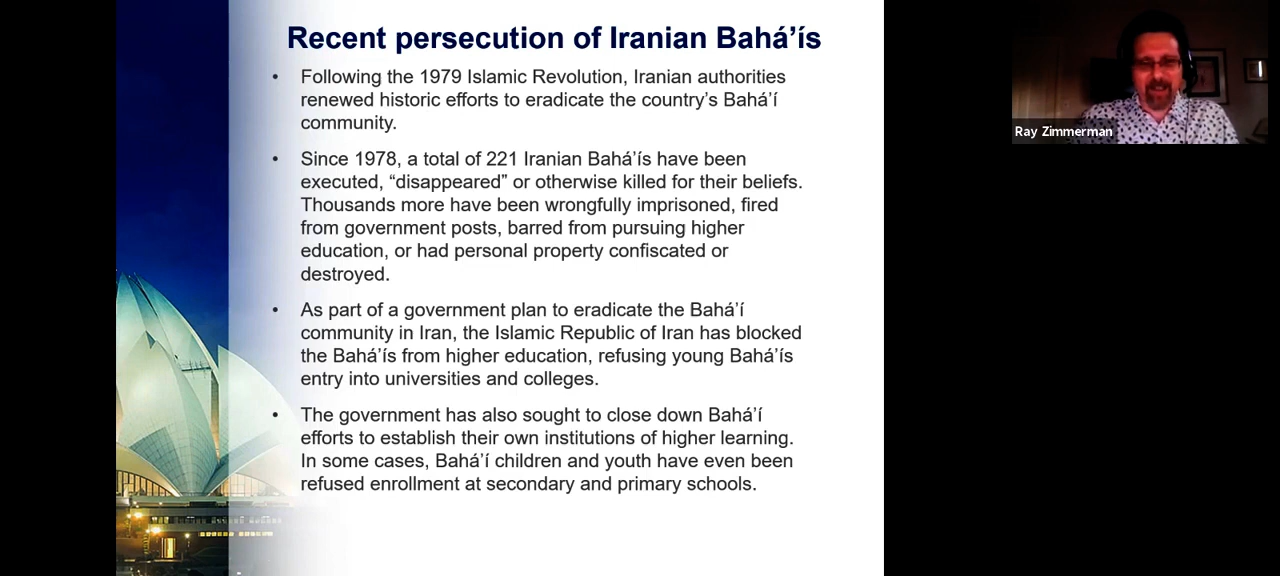 Recent persecution of Iranian Bahá’ís
• Following the 1979 Islamic Revolution, Iranian authorities
renewed historic efforts to eradicate the country’s Bahá’í
community.
• Since 1978, a total of 221 Iranian Bahá’ís have been
executed, “disappeared” or otherwise killed for their beliefs.
Thousands more have been wrongfully imprisoned, fired
from government posts, barred from pursuing higher
education, or had personal property confiscated or
destroyed.
• As part of a government plan to eradicate the Bahá’í
community in Iran, the Islamic Republic of Iran has blocked
the Bahá’ís from higher education, refusing young Bahá’ís
entry into universities and colleges.
• The government has also sought to close down Bahá’í
efforts to establish their own institutions of higher learning.
In some cases, Bahá’í children and youth have even been
refused enrollment at secondary and primary schools.
Ray Zimmerman